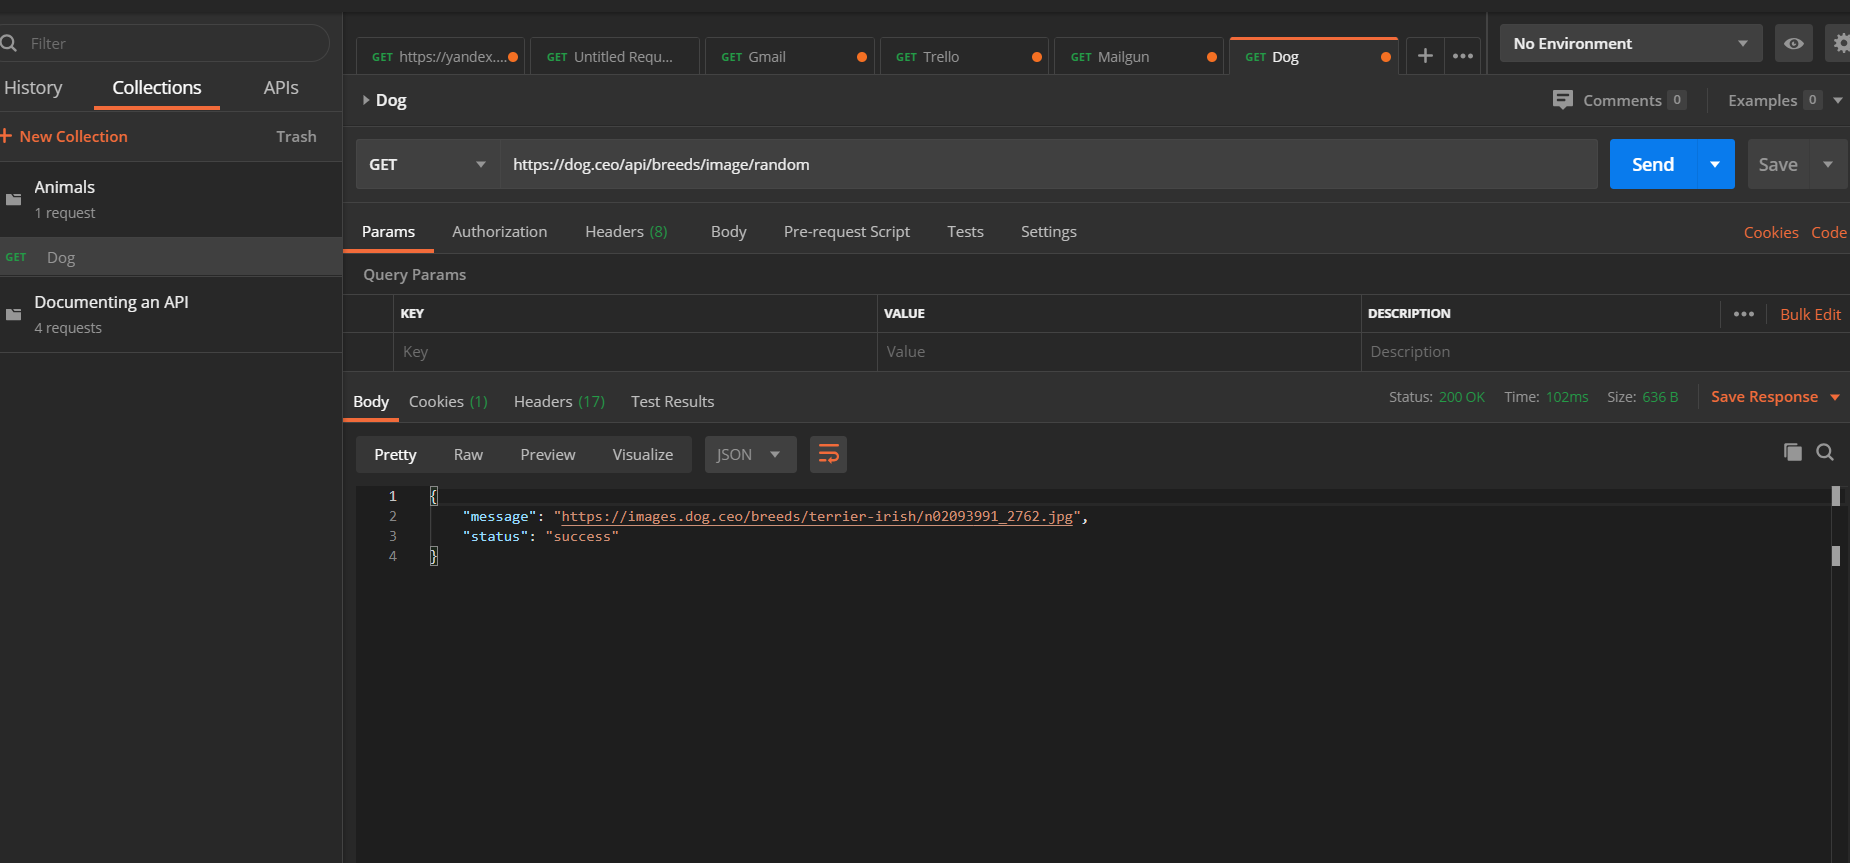 Filter
History Collections APIs
+ New Collection Trash
Animals
1 request
GET Dog
Documenting an API
4 requests
GET https://yandex.... GET Untitled Requ... GET Gmail GET Trello GET Mailgun GET Dog
No Environment
Dog
Comments 0 Examples 0
GET https://dog.ceo/api/breeds/image/random Send Save
Params Authorization Headers (8) Body Pre-request Script Tests Settings Cookies Code
Query Params
KEY VALUE DESCRIPTION ••• Bulk Edit
Key Value Description
Body Cookies (1) Headers (17) Test Results Status: 200 OK Time: 102ms Size: 636 B Save Response
Pretty Raw Preview Visualize JSON
1 {
2 "message": "https://images.dog.ceo/breeds/terrier-irish/n02093991_2762.jpg",
3 "status": "success"
4 }